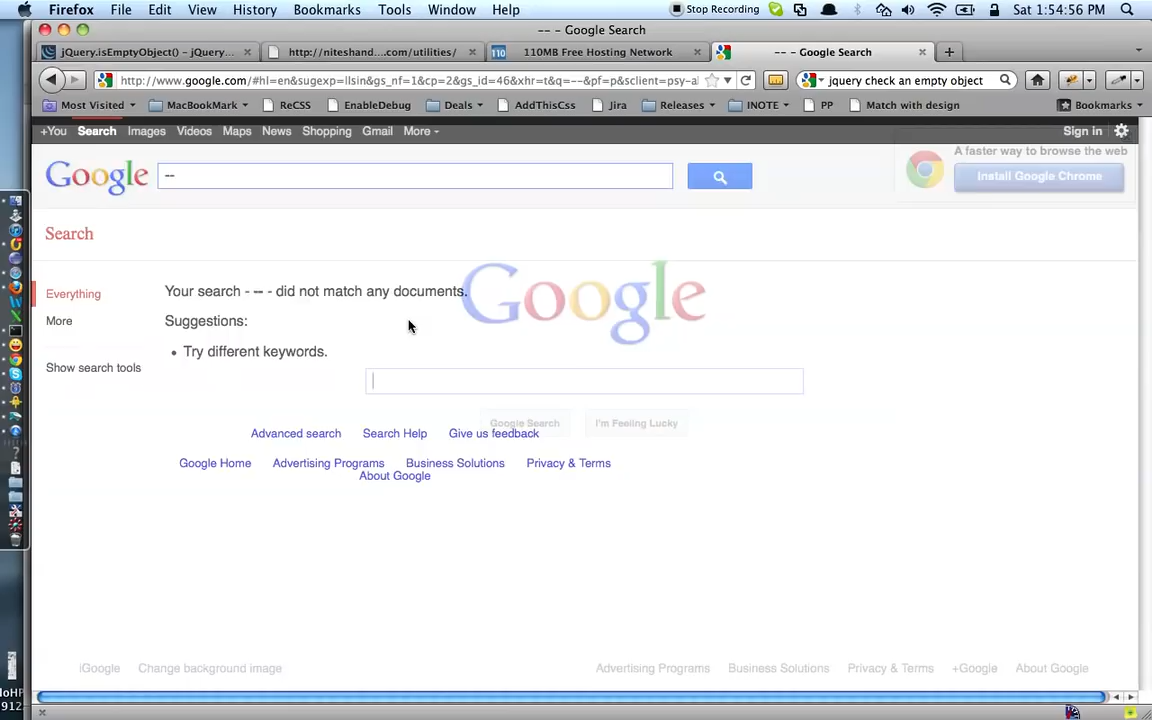 Firefox File Edit View History Bookmarks Tools Window Help Stop Recording Sat 1:54:56 PM
-- - Google Search
jQuery.isEmptyObject() – jQuery... http://niteshand....com/utilities/ 110 110MB Free Hosting Network -- - Google Search
http://www.google.com/#hl=en&sugexp=llsin&gs_nf=1&cp=2&gs_id=46&xhr=t&q=--&pf=p&sclient=psy-al jquery check an empty object
Most Visited MacBookMark ReCSS EnableDebug Deals AddThisCss Jira Releases INOTE PP Match with design Bookmarks
+You Search Images Videos Maps News Shopping Gmail More Sign in
A faster way to browse the web
Google -- Install Google Chrome
Search
Google
Everything
Your search - -- - did not match any documents.
More
Suggestions:
• Try different keywords.
Show search tools
Google Search I'm Feeling Lucky
Advanced search Search Help Give us feedback
Google Home Advertising Programs Business Solutions Privacy & Terms
About Google
iGoogle Change background image Advertising Programs Business Solutions Privacy & Terms +Google About Google
912